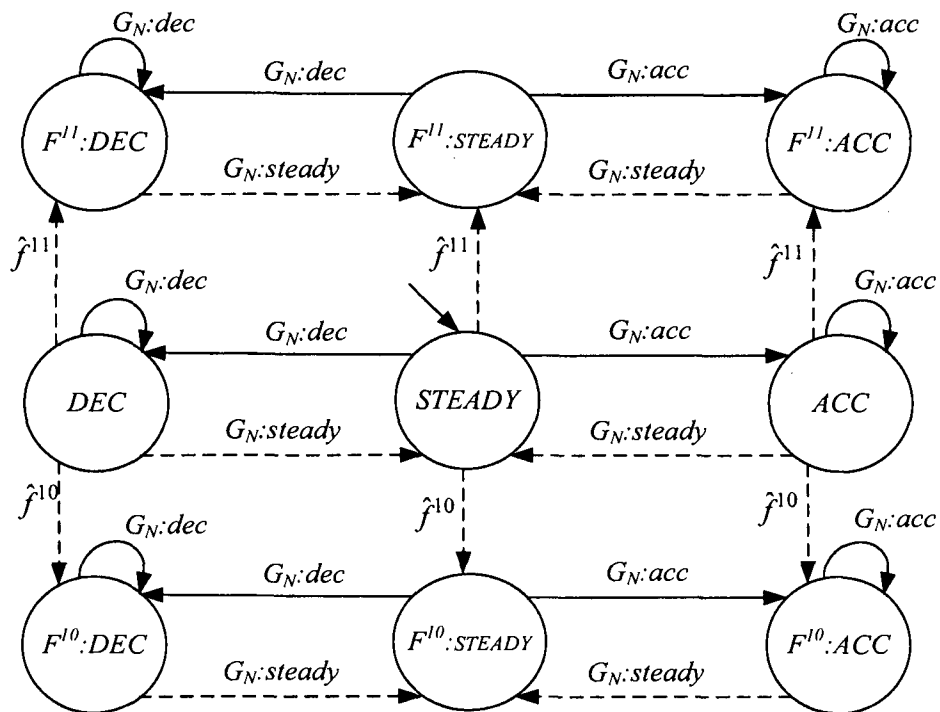 G_N:dec
G_N:acc
G_N:dec
G_N:acc
F^11:DEC
F^11:STEADY
F^11:ACC
G_N:steady
G_N:steady
f̂^11
f̂^11
f̂^11
G_N:dec
G_N:acc
G_N:dec
G_N:acc
DEC
STEADY
ACC
G_N:steady
G_N:steady
f̂^10
f̂^10
f̂^10
G_N:dec
G_N:acc
G_N:dec
G_N:acc
F^10:DEC
F^10:STEADY
F^10:ACC
G_N:steady
G_N:steady